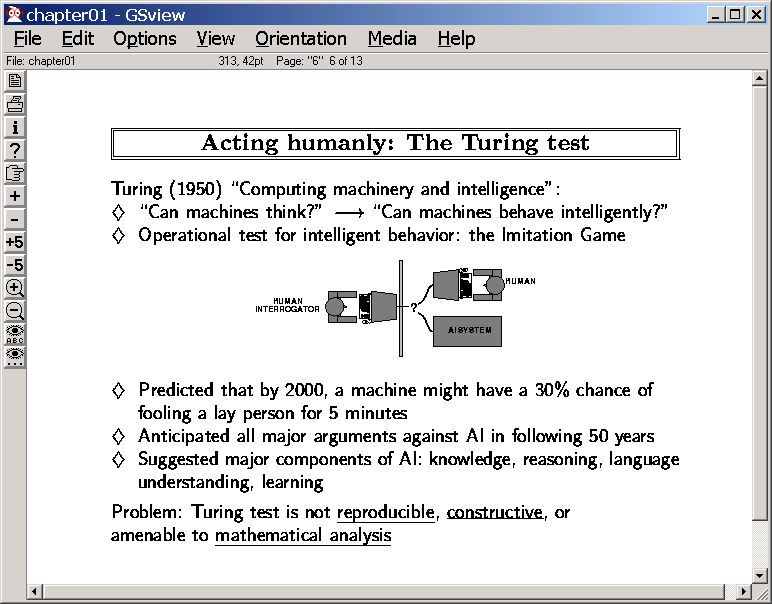 chapter01 - GSview
File Edit Options View Orientation Media Help
File: chapter01 313, 42pt Page: "6" 6 of 13
i
?
+
-
+5
-5
ABC
Acting humanly: The Turing test
Turing (1950) “Computing machinery and intelligence”:
◊ “Can machines think?” ⟶ “Can machines behave intelligently?”
◊ Operational test for intelligent behavior: the Imitation Game
HUMAN
INTERROGATOR
?
HUMAN
AI SYSTEM
◊ Predicted that by 2000, a machine might have a 30% chance of
fooling a lay person for 5 minutes
◊ Anticipated all major arguments against AI in following 50 years
◊ Suggested major components of AI: knowledge, reasoning, language
understanding, learning
Problem: Turing test is not reproducible, constructive, or
amenable to mathematical analysis